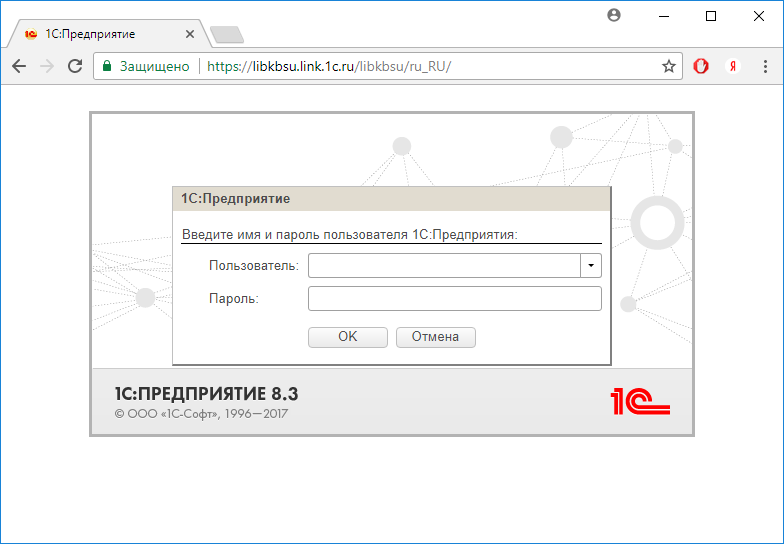 1С:Предприятие
Защищено https://libkbsu.link.1c.ru/libkbsu/ru_RU/
Я
1С:Предприятие
Введите имя и пароль пользователя 1С:Предприятия:
Пользователь:
Пароль:
OK Отмена
1С:ПРЕДПРИЯТИЕ 8.3
© ООО «1С-Софт», 1996—2017
1С